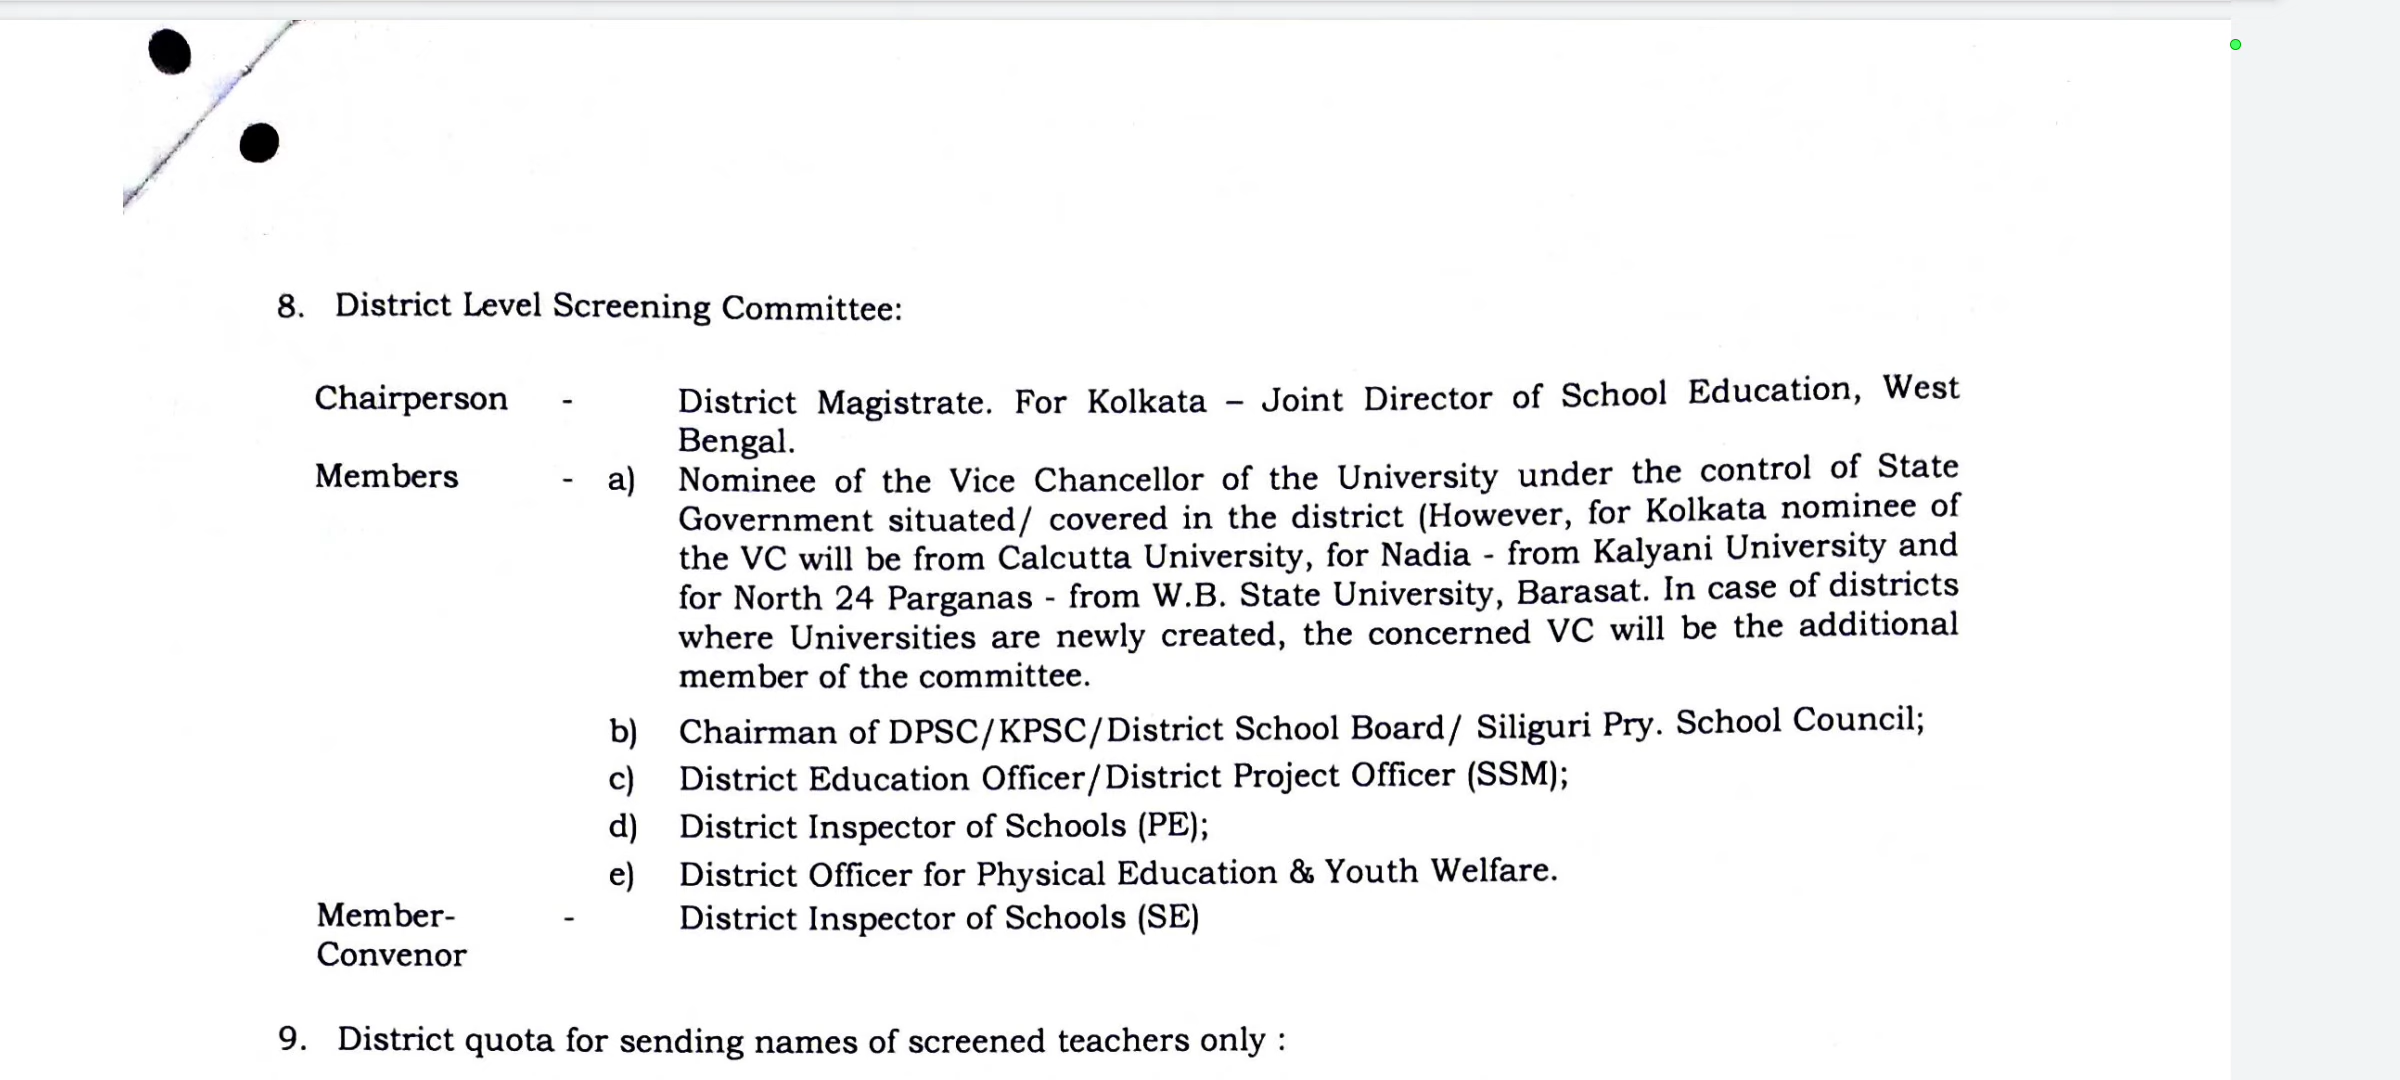 8. District Level Screening Committee:
Chairperson - District Magistrate. For Kolkata – Joint Director of School Education, West
Bengal.
Members - a) Nominee of the Vice Chancellor of the University under the control of State
Government situated/ covered in the district (However, for Kolkata nominee of
the VC will be from Calcutta University, for Nadia - from Kalyani University and
for North 24 Parganas - from W.B. State University, Barasat. In case of districts
where Universities are newly created, the concerned VC will be the additional
member of the committee.
b) Chairman of DPSC/KPSC/District School Board/ Siliguri Pry. School Council;
c) District Education Officer/District Project Officer (SSM);
d) District Inspector of Schools (PE);
e) District Officer for Physical Education & Youth Welfare.
Member- - District Inspector of Schools (SE)
Convenor
9. District quota for sending names of screened teachers only :